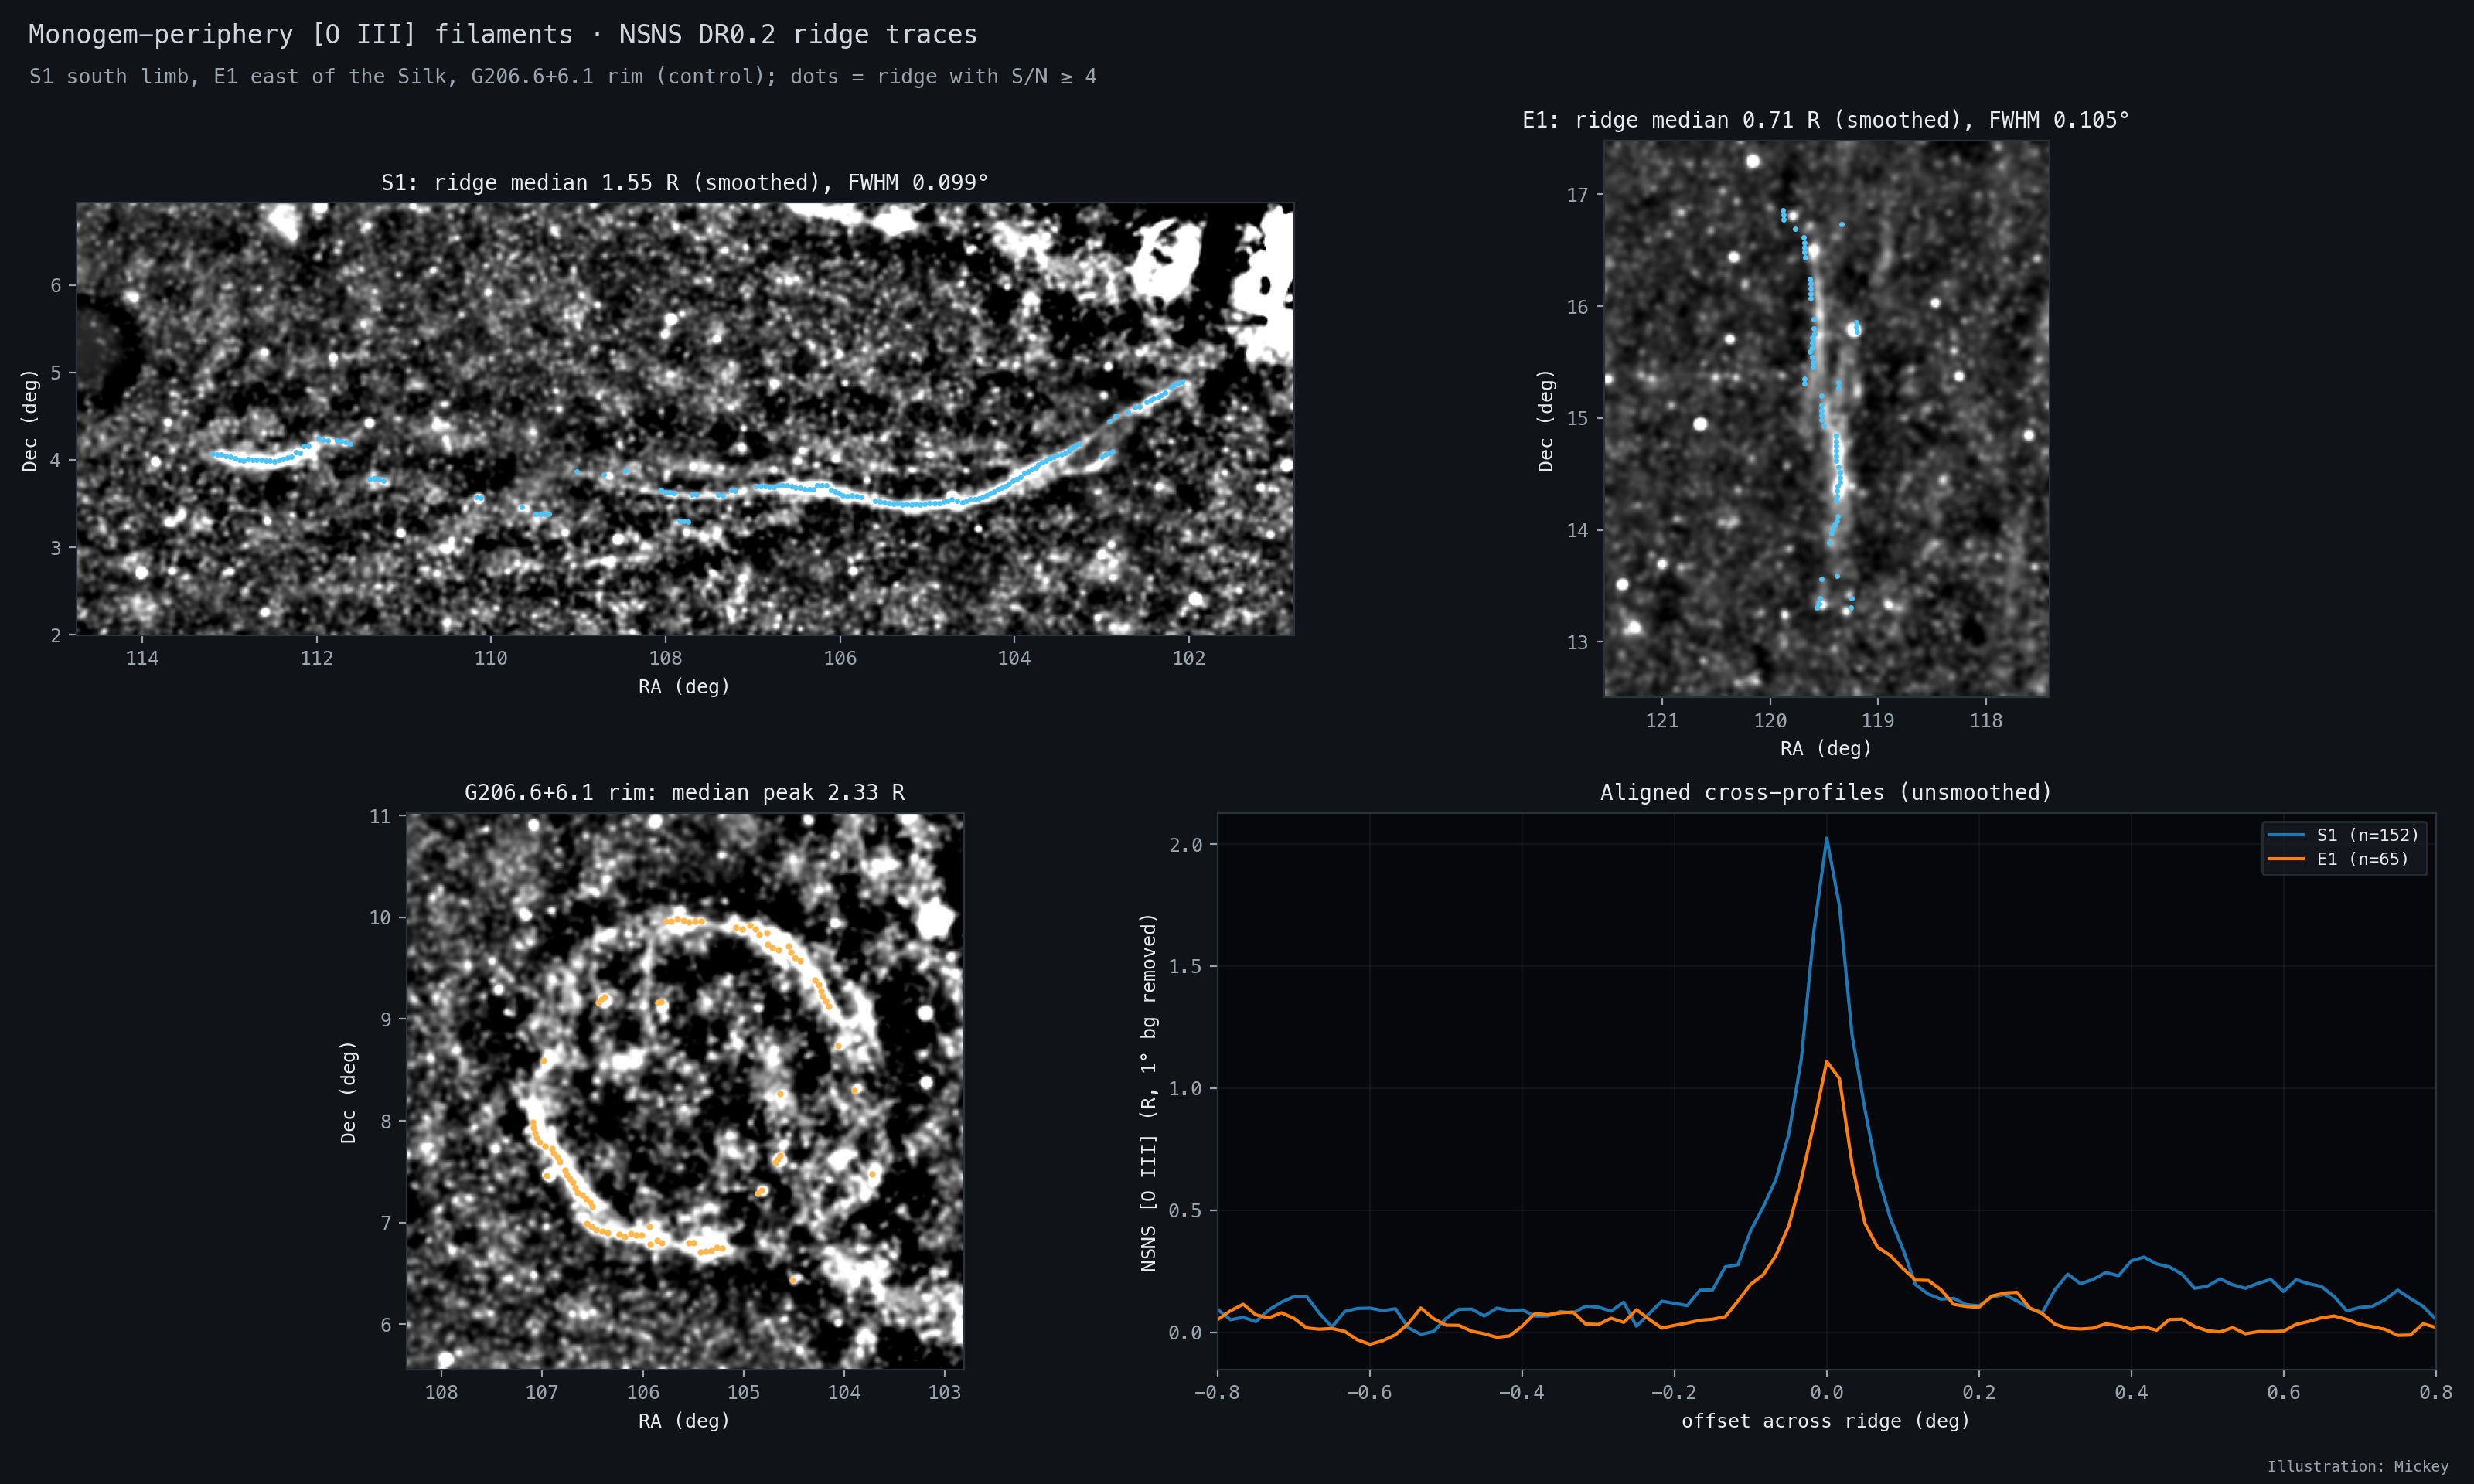 Monogem−periphery [O III] filaments · NSNS DR0.2 ridge traces
S1 south limb, E1 east of the Silk, G206.6+6.1 rim (control); dots = ridge with S/N ≥ 4
S1: ridge median 1.55 R (smoothed), FWHM 0.099°
6
5
4
3
2
Dec (deg)
114 112 110 108 106 104 102
RA (deg)
E1: ridge median 0.71 R (smoothed), FWHM 0.105°
17
16
15
14
13
Dec (deg)
121 120 119 118
RA (deg)
G206.6+6.1 rim: median peak 2.33 R
11
10
9
8
7
6
Dec (deg)
108 107 106 105 104 103
RA (deg)
Aligned cross−profiles (unsmoothed)
S1 (n=152)
E1 (n=65)
2.0
1.5
1.0
0.5
0.0
NSNS [O III] (R, 1° bg removed)
−0.8 −0.6 −0.4 −0.2 0.0 0.2 0.4 0.6 0.8
offset across ridge (deg)
Illustration: Mickey